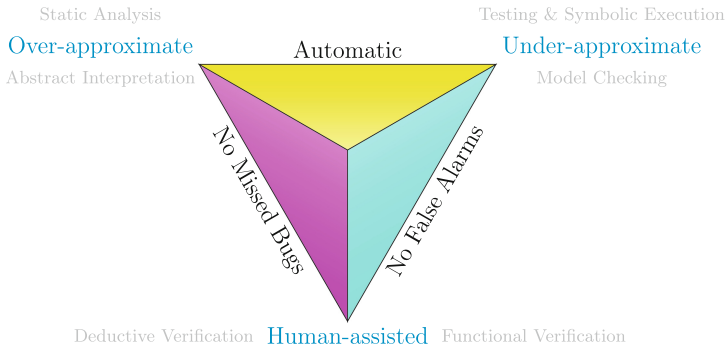 Static Analysis
Testing & Symbolic Execution
Over-approximate
Automatic
Under-approximate
Abstract Interpretation
Model Checking
No Missed Bugs
No False Alarms
Deductive Verification
Human-assisted
Functional Verification